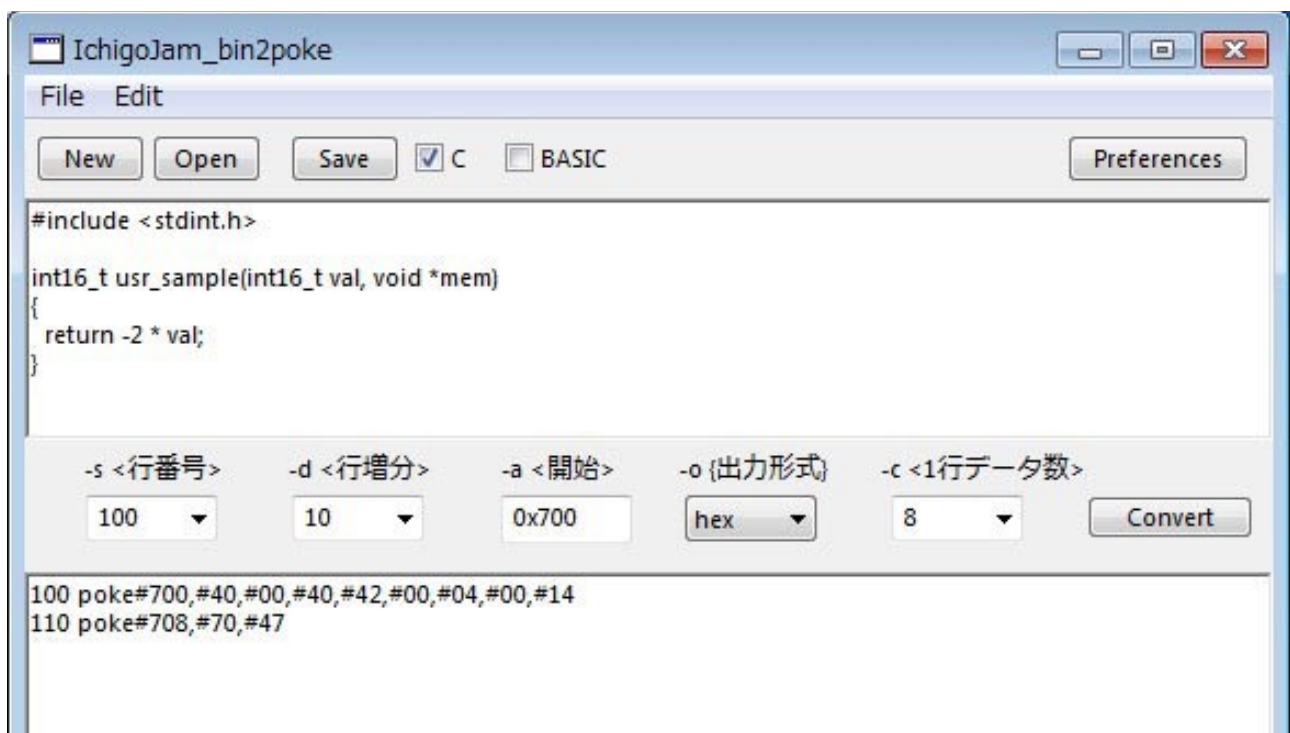 IchigoJam_bin2poke
File Edit
New Open Save C BASIC Preferences
#include <stdint.h>
int16_t usr_sample(int16_t val, void *mem)
{
return -2 * val;
}
-s <行番号> -d <行増分> -a <開始> -o {出力形式} -c <1行データ数>
100 10 0x700 hex 8 Convert
100 poke#700,#40,#00,#40,#42,#00,#04,#00,#14
110 poke#708,#70,#47